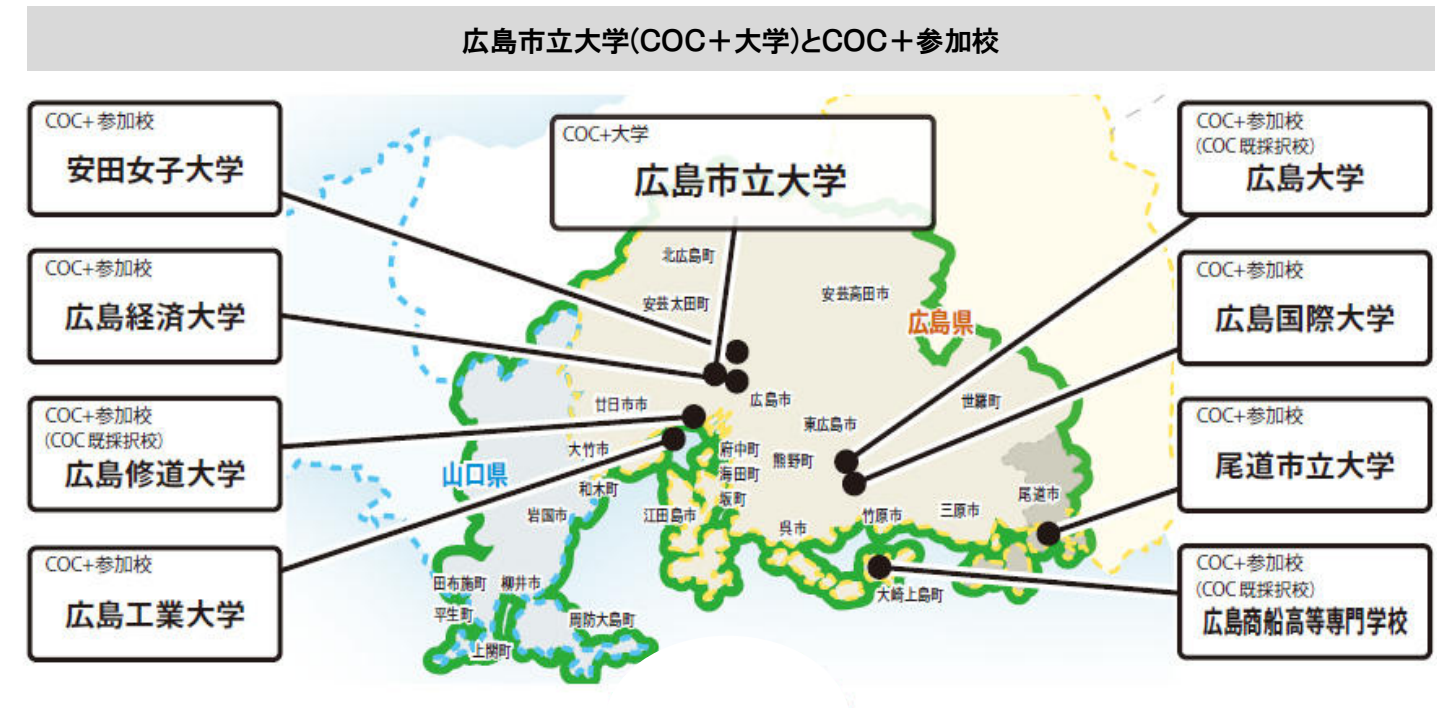 広島市立大学(COC＋大学)とCOC＋参加校
COC+参加校
安田女子大学
COC+参加校
広島経済大学
COC+参加校
(COC既採択校)
広島修道大学
COC+参加校
広島工業大学
COC+大学
広島市立大学
COC+参加校
(COC既採択校)
広島大学
COC+参加校
広島国際大学
COC+参加校
尾道市立大学
COC+参加校
(COC既採択校)
広島商船高等専門学校
北広島町
安芸太田町
安芸高田市
広島県
廿日市市
広島市
世羅町
東広島市
大竹市
府中町
熊野町
山口県
海田町
和木町
坂町
尾道市
岩国市
江田島市
竹原市
三原市
呉市
田布施町
柳井市
大崎上島町
平生町
周防大島町
上関町